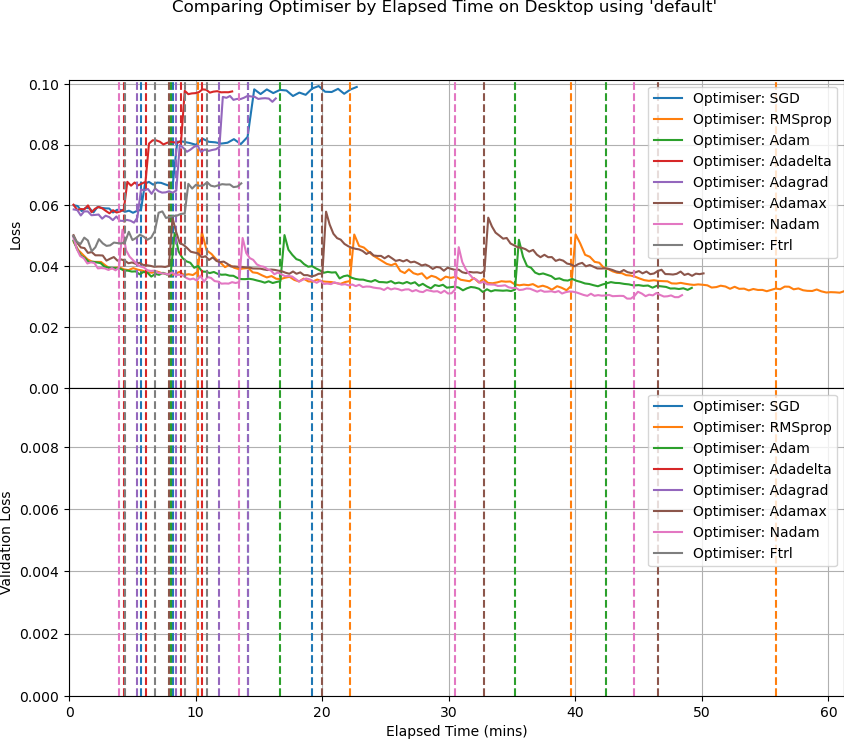 Comparing Optimiser by Elapsed Time on Desktop using 'default'
0.10
0.08
0.06
0.04
0.02
0.00
Loss
Optimiser: SGD
Optimiser: RMSprop
Optimiser: Adam
Optimiser: Adadelta
Optimiser: Adagrad
Optimiser: Adamax
Optimiser: Nadam
Optimiser: Ftrl
0.008
0.006
0.004
0.002
0.000
Validation Loss
Optimiser: SGD
Optimiser: RMSprop
Optimiser: Adam
Optimiser: Adadelta
Optimiser: Adagrad
Optimiser: Adamax
Optimiser: Nadam
Optimiser: Ftrl
0 10 20 30 40 50 60
Elapsed Time (mins)